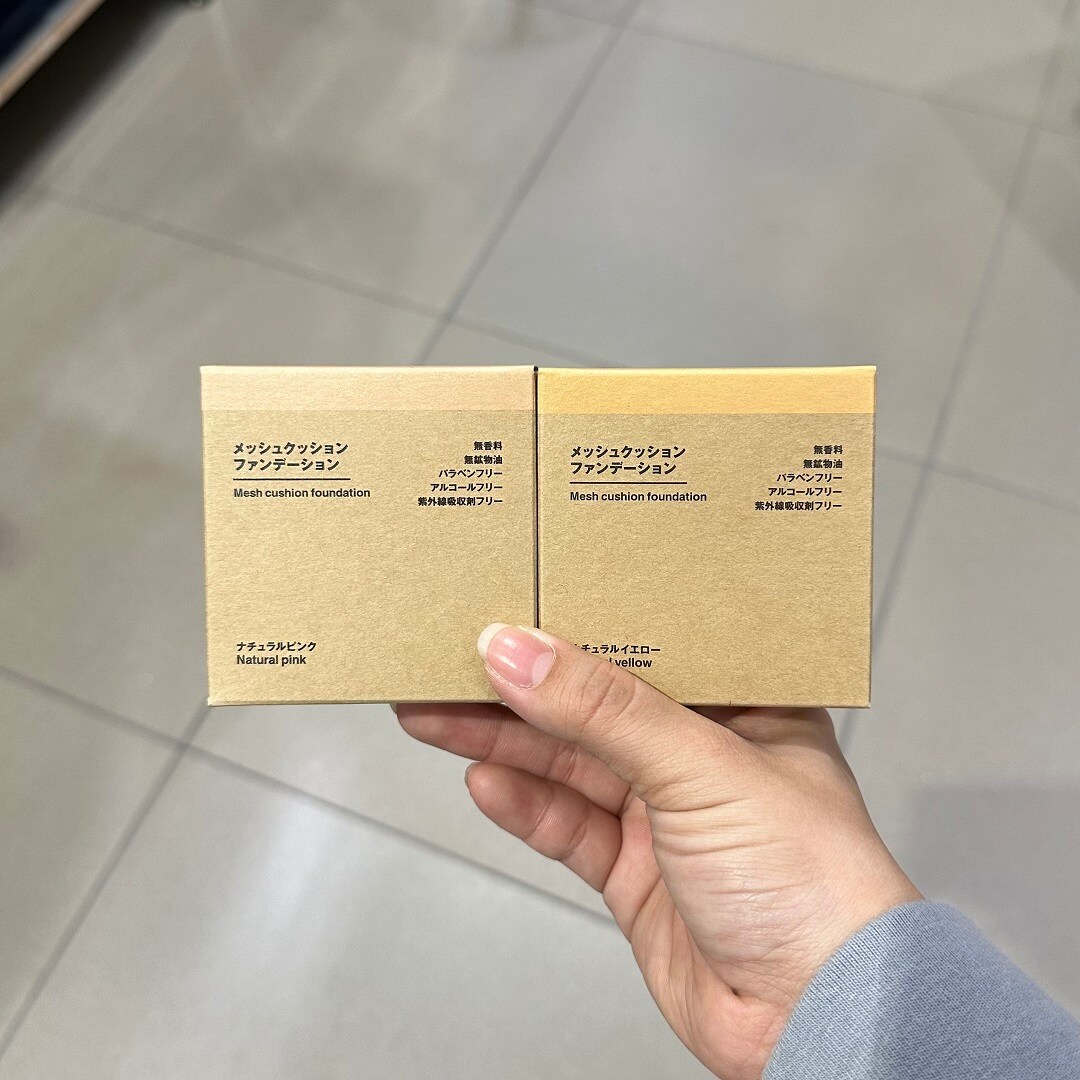 メッシュクッション
ファンデーション
Mesh cushion foundation
無香料
無鉱物油
パラベンフリー
アルコールフリー
紫外線吸収剤フリー
ナチュラルピンク
Natural pink
メッシュクッション
ファンデーション
Mesh cushion foundation
無香料
無鉱物油
パラベンフリー
アルコールフリー
紫外線吸収剤フリー
チュラルイエロー
yellow